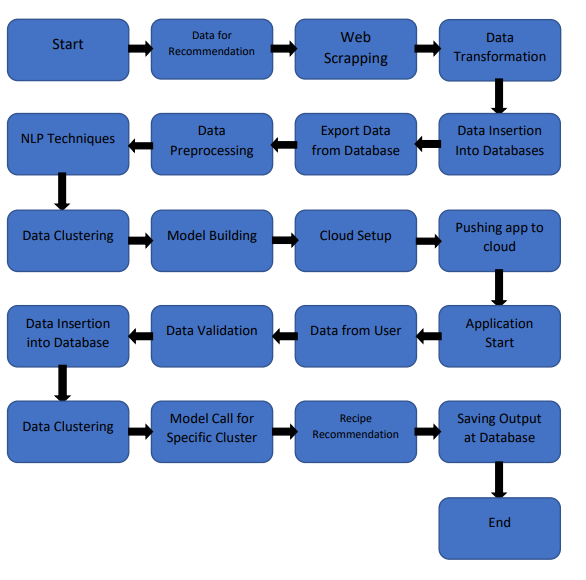 Start
Data for
Recommendation
Web
Scrapping
Data
Transformation
NLP Techniques
Data
Preprocessing
Export Data
from Database
Data Insertion
Into Databases
Data Clustering
Model Building
Cloud Setup
Pushing app to
cloud
Data Insertion
into Database
Data Validation
Data from User
Application
Start
Data Clustering
Model Call for
Specific Cluster
Recipe
Recommendation
Saving Output
at Database
End